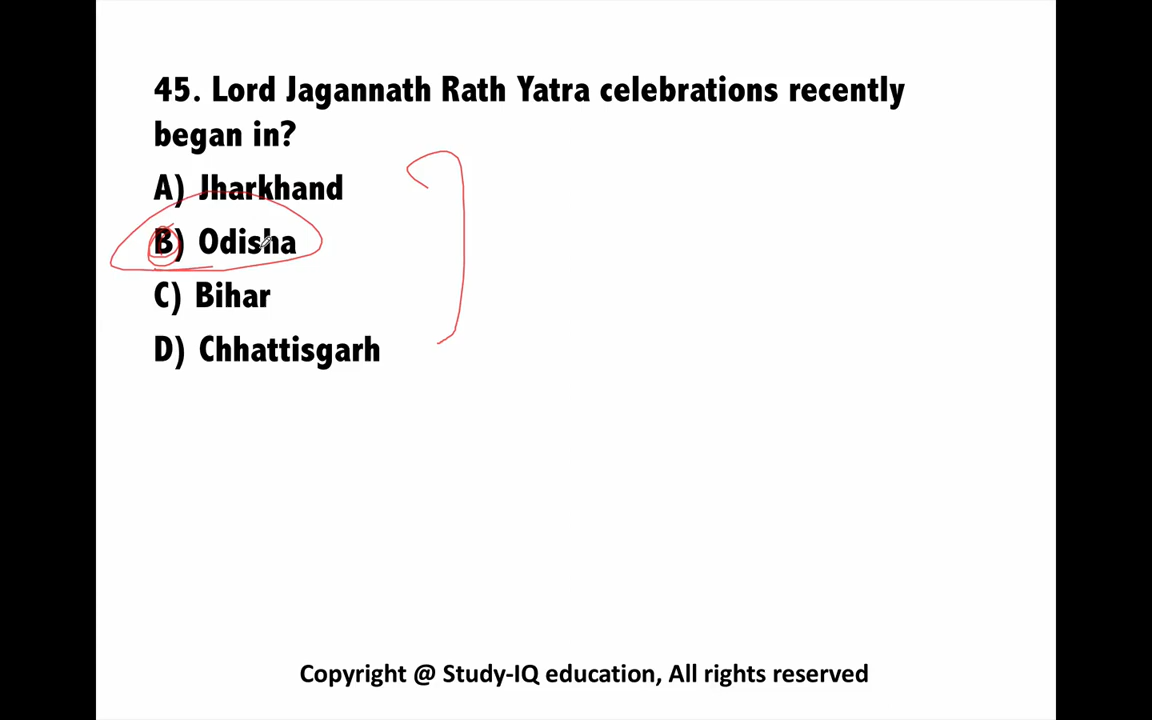 45. Lord Jagannath Rath Yatra celebrations recently
began in?
A) Jharkhand
B) Odisha
C) Bihar
D) Chhattisgarh
Copyright @ Study-IQ education, All rights reserved